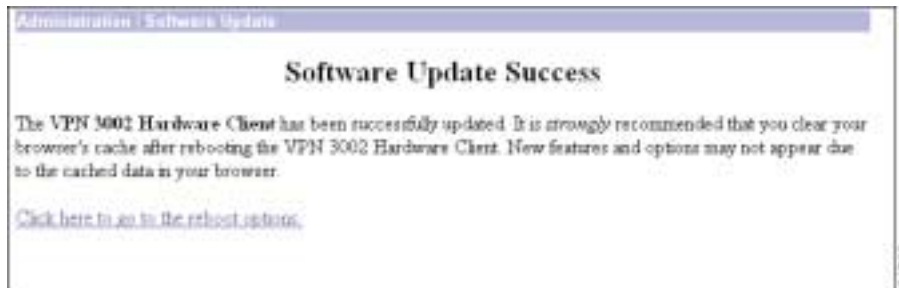 Administration | Software Update
Software Update Success
The VPN 3002 Hardware Client has been successfully updated. It is strongly recommended that you clear your
browser's cache after rebooting the VPN 3002 Hardware Client. New features and options may not appear due
to the cached data in your browser.
Click here to go to the reboot options.